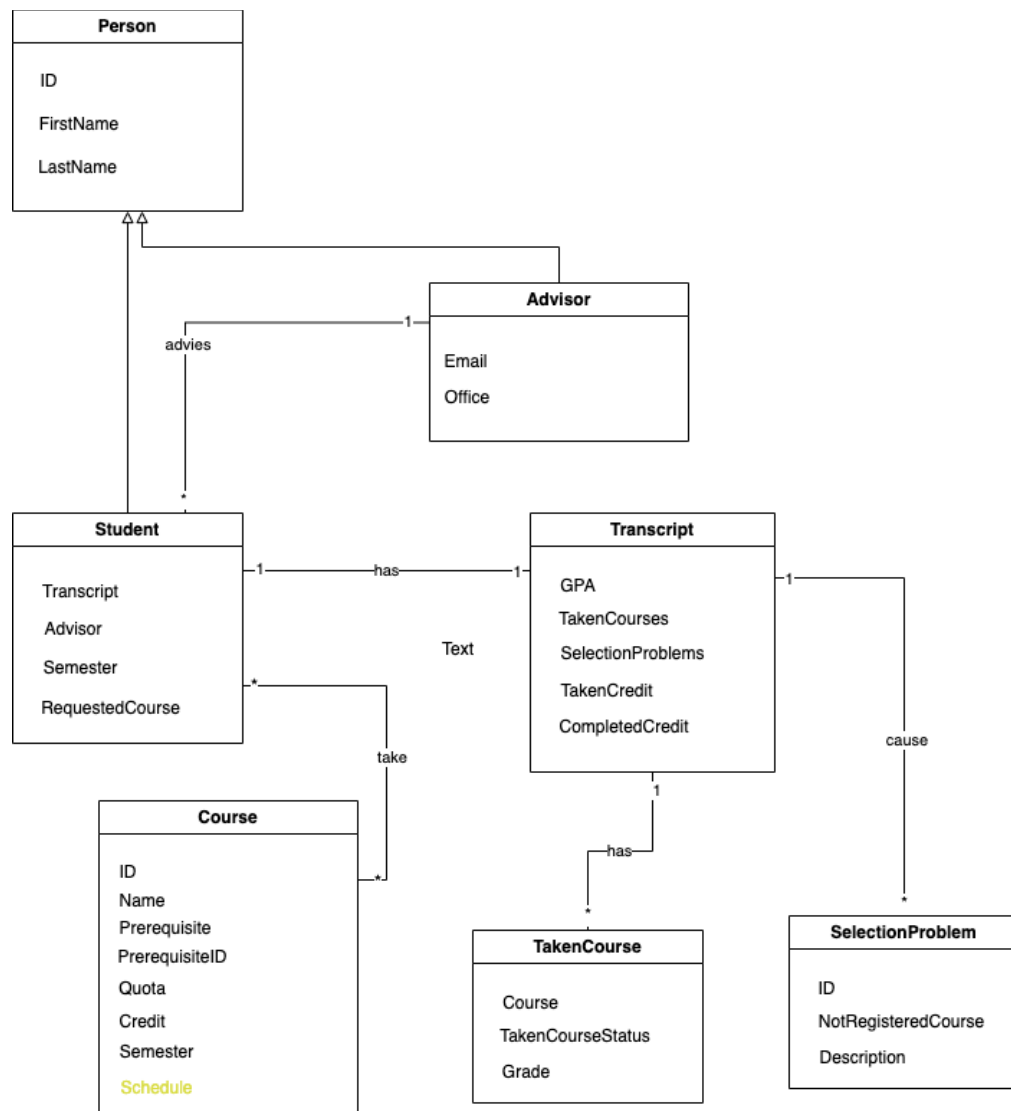 Person
ID
FirstName
LastName
Advisor
Email
Office
1
advies
*
Student
Transcript
Advisor
Semester
RequestedCourse
1
has
1
Transcript
GPA
TakenCourses
SelectionProblems
TakenCredit
CompletedCredit
Text
*
take
*
1
cause
*
1
has
*
Course
ID
Name
Prerequisite
PrerequisiteID
Quota
Credit
Semester
Schedule
TakenCourse
Course
TakenCourseStatus
Grade
SelectionProblem
ID
NotRegisteredCourse
Description